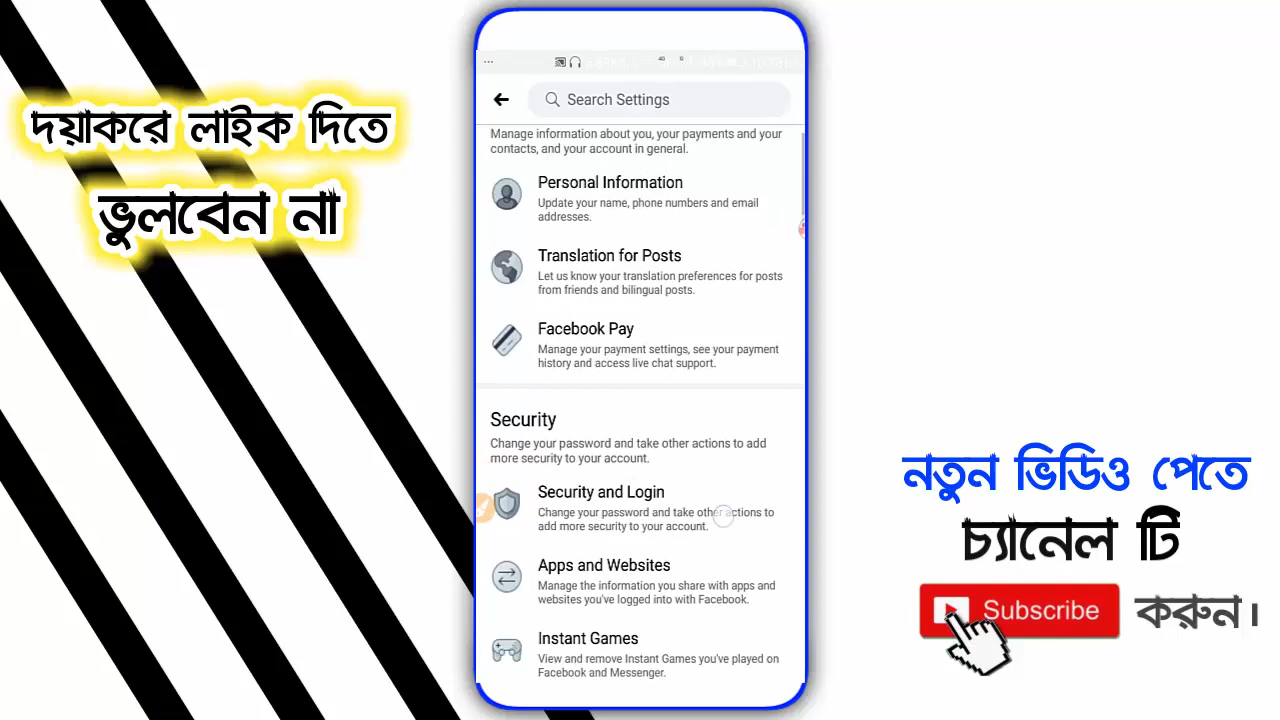 দয়াকরে লাইক দিতে
ভুলবেন না
Search Settings
Manage information about you, your payments and your
contacts, and your account in general.
Personal Information
Update your name, phone numbers and email
addresses.
Translation for Posts
Let us know your translation preferences for posts
from friends and bilingual posts.
Facebook Pay
Manage your payment settings, see your payment
history and access live chat support.
Security
Change your password and take other actions to add
more security to your account.
Security and Login
Change your password and take other actions to
add more security to your account.
Apps and Websites
Manage the information you share with apps and
websites you've logged into with Facebook.
Instant Games
View and remove Instant Games you've played on
Facebook and Messenger.
নতুন ভিডিও পেতে
চ্যানেল টি
Subscribe করুন।